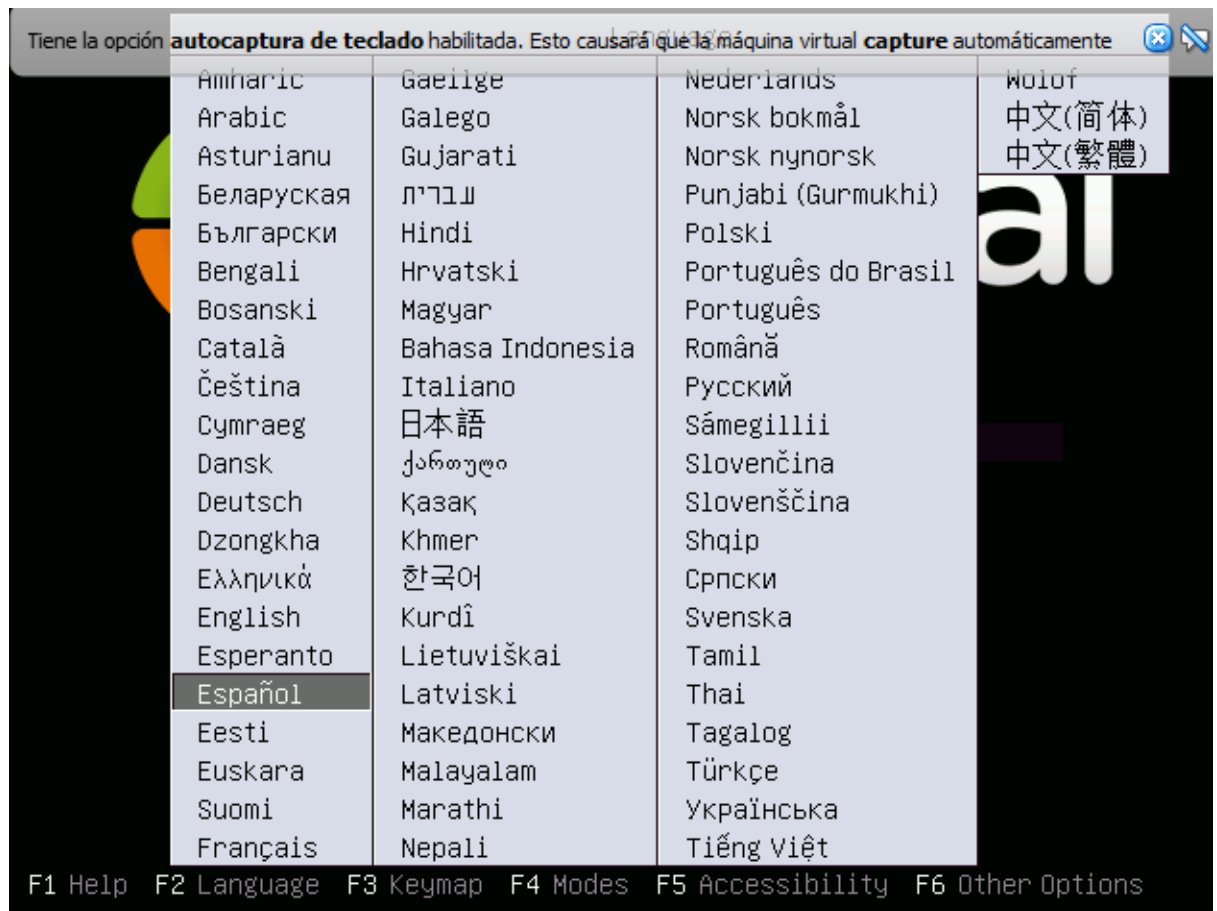 Language
Tiene la opción autocaptura de teclado habilitada. Esto causará que la máquina virtual capture automáticamente
Amharic
Arabic
Asturianu
Беларуская
Български
Bengali
Bosanski
Català
Čeština
Cymraeg
Dansk
Deutsch
Dzongkha
Ελληνικά
English
Esperanto
Español
Eesti
Euskara
Suomi
Français
Gaeilge
Galego
Gujarati
עברית
Hindi
Hrvatski
Magyar
Bahasa Indonesia
Italiano
日本語
ქართული
Қазақ
Khmer
한국어
Kurdî
Lietuviškai
Latviski
Македонски
Malayalam
Marathi
Nepali
Nederlands
Norsk bokmål
Norsk nynorsk
Punjabi (Gurmukhi)
Polski
Português do Brasil
Português
Română
Русский
Sámegillii
Slovenčina
Slovenščina
Shqip
Српски
Svenska
Tamil
Thai
Tagalog
Türkçe
Українська
Tiếng Việt
Wolof
中文(简体)
中文(繁體)
F1 Help F2 Language F3 Keymap F4 Modes F5 Accessibility F6 Other Options